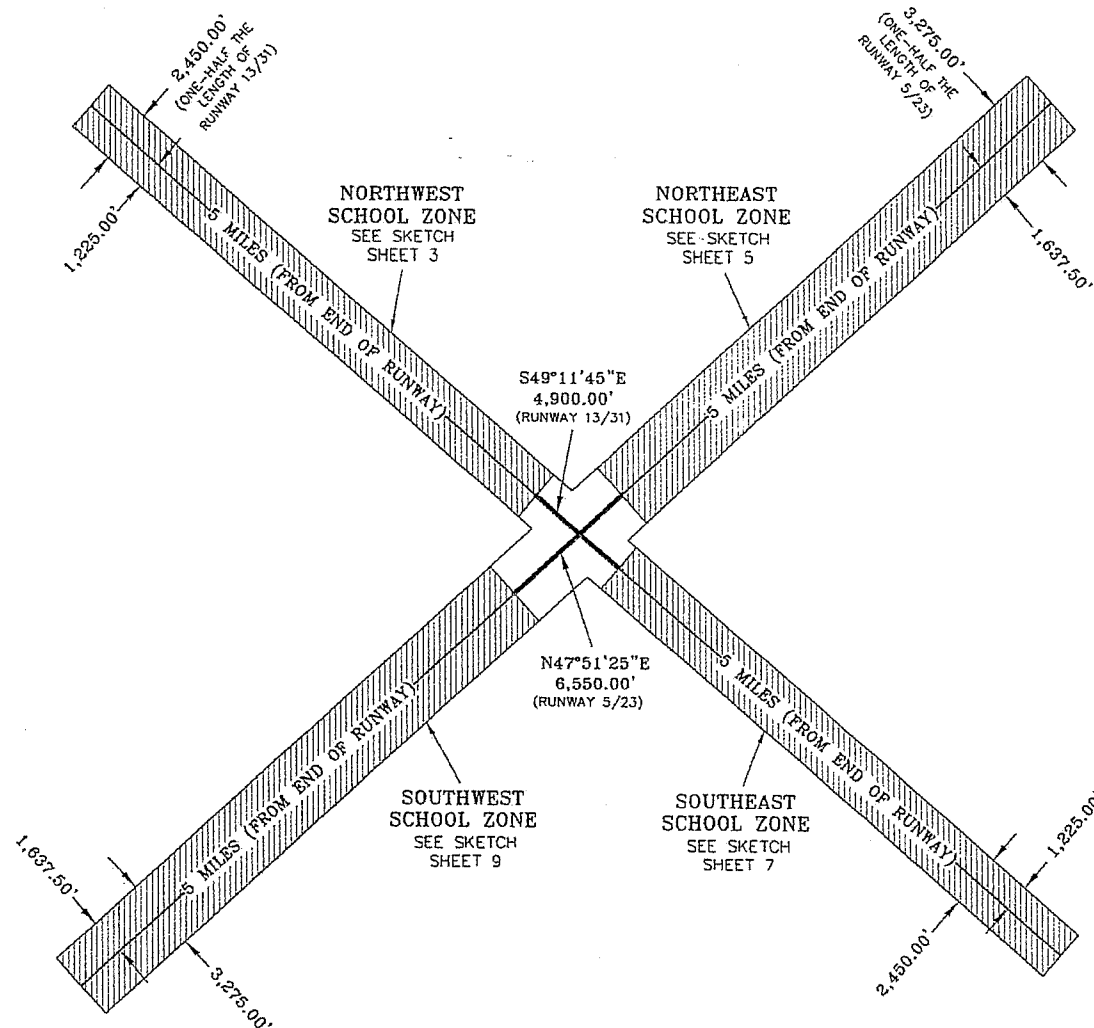 2,450.00'
(ONE-HALF THE
LENGTH OF
RUNWAY 13/31)
3,275.00'
(ONE-HALF THE
LENGTH OF
RUNWAY 5/23)
1,225.00'
NORTHWEST
SCHOOL ZONE
SEE SKETCH
SHEET 3
NORTHEAST
SCHOOL ZONE
SEE SKETCH
SHEET 5
1,637.50'
5 MILES (FROM END OF RUNWAY)
5 MILES (FROM END OF RUNWAY)
S49°11'45"E
4,900.00'
(RUNWAY 13/31)
N47°51'25"E
6,550.00'
(RUNWAY 5/23)
5 MILES (FROM END OF RUNWAY)
5 MILES (FROM END OF RUNWAY)
SOUTHWEST
SCHOOL ZONE
SEE SKETCH
SHEET 9
SOUTHEAST
SCHOOL ZONE
SEE SKETCH
SHEET 7
1,637.50'
3,275.00'
1,225.00'
2,450.00'